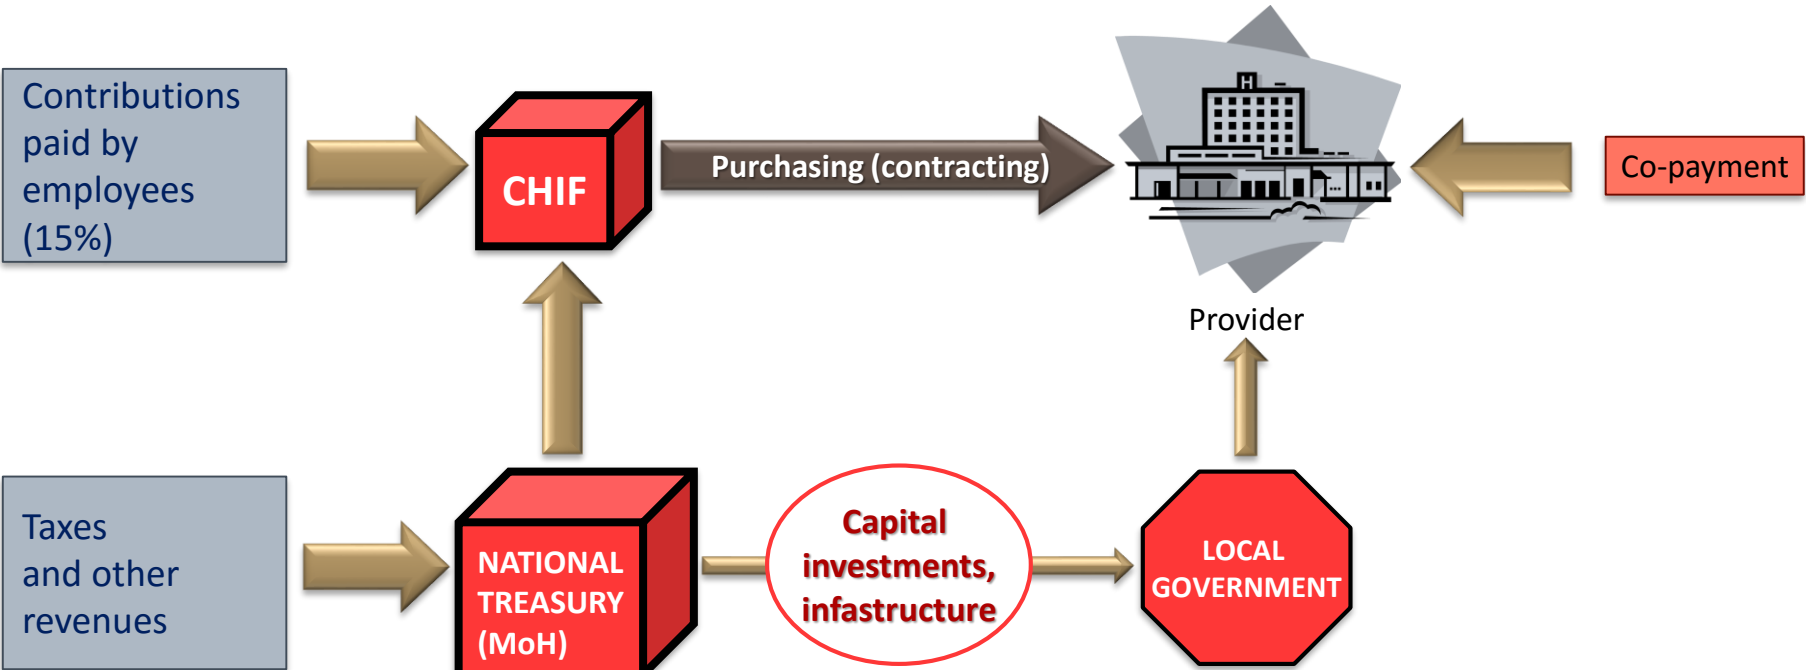 Contributions
paid by
employees
(15%)
CHIF
Purchasing (contracting)
H
Co-payment
Provider
Taxes
and other
revenues
NATIONAL
TREASURY
(MoH)
Capital
investments,
infastructure
LOCAL
GOVERNMENT